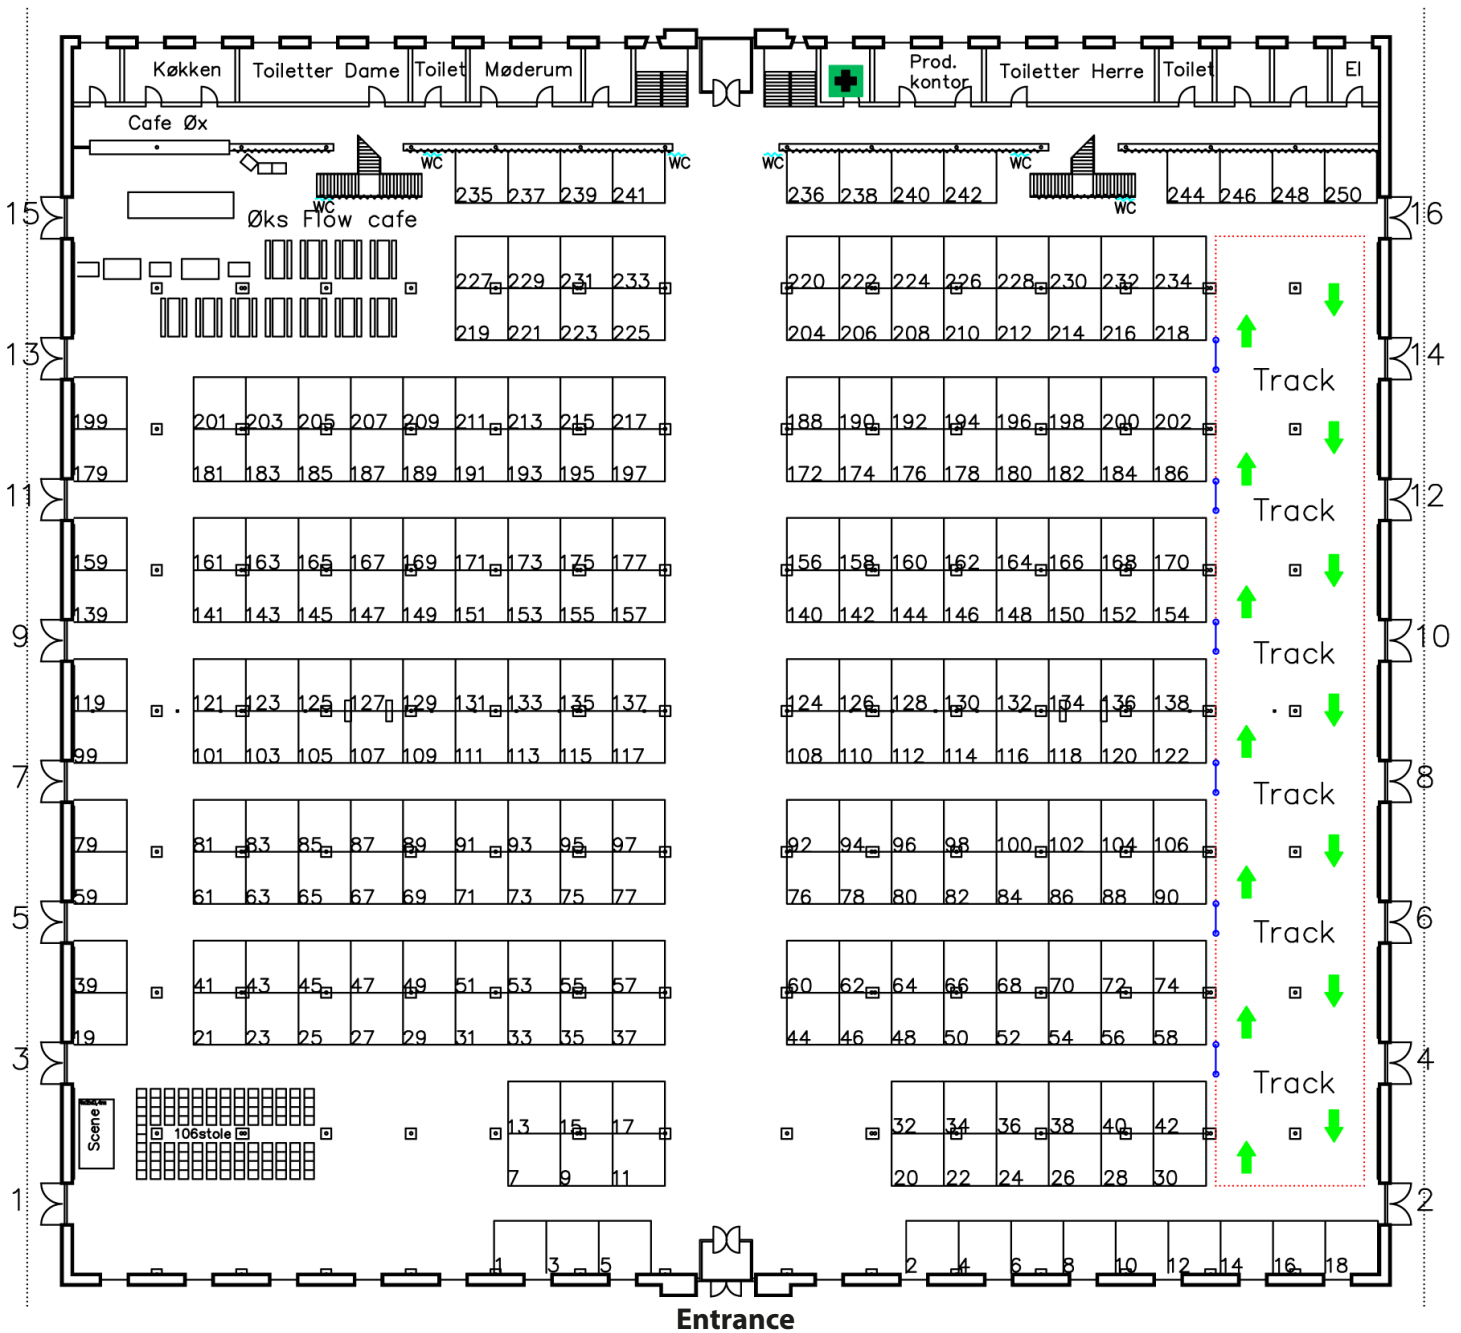 Køkken Toiletter Dame Toilet Møderum Prod. kontor Toiletter Herre Toilet El
Cafe Øx
WC WC WC WC
235 237 239 241 236 238 240 242 244 246 248 250
WC WC
15 Øks Flow cafe 16
227 229 231 233 220 222 224 226 228 230 232 234
219 221 223 225 204 206 208 210 212 214 216 218
13 14
Track
199 201 203 205 207 209 211 213 215 217 188 190 192 194 196 198 200 202
179 181 183 185 187 189 191 193 195 197 172 174 176 178 180 182 184 186
11 12
Track
159 161 163 165 167 169 171 173 175 177 156 158 160 162 164 166 168 170
139 141 143 145 147 149 151 153 155 157 140 142 144 146 148 150 152 154
9 10
Track
119 121 123 125 127 129 131 133 135 137 124 126 128 130 132 134 136 138
99 101 103 105 107 109 111 113 115 117 108 110 112 114 116 118 120 122
7 8
Track
79 81 83 85 87 89 91 93 95 97 92 94 96 98 100 102 104 106
59 61 63 65 67 69 71 73 75 77 76 78 80 82 84 86 88 90
5 6
Track
39 41 43 45 47 49 51 53 55 57 60 62 64 66 68 70 72 74
19 21 23 25 27 29 31 33 35 37 44 46 48 50 52 54 56 58
3 4
Track
Scene 106stole 13 15 17 32 34 36 38 40 42
7 9 11 20 22 24 26 28 30
1 2
1 3 5 2 4 6 8 10 12 14 16 18
Entrance